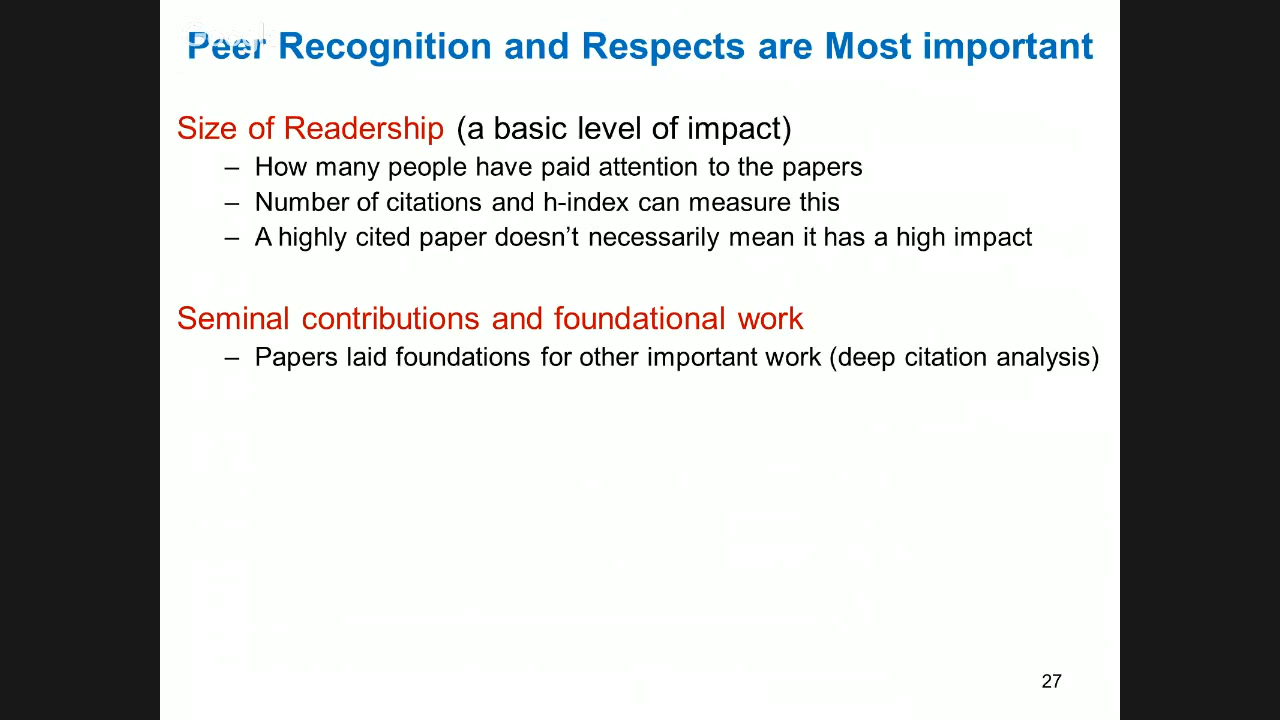 Google
Peer Recognition and Respects are Most important
Size of Readership (a basic level of impact)
– How many people have paid attention to the papers
– Number of citations and h-index can measure this
– A highly cited paper doesn’t necessarily mean it has a high impact
Seminal contributions and foundational work
– Papers laid foundations for other important work (deep citation analysis)
27